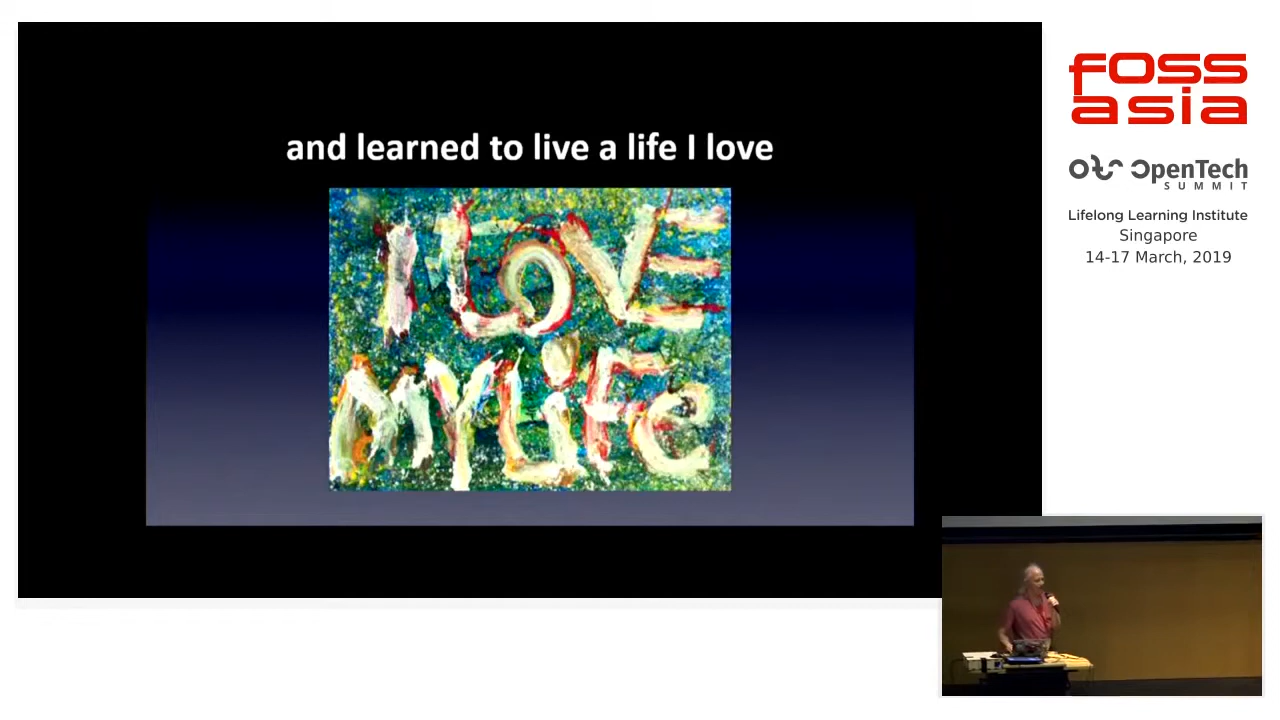 and learned to live a life I love
I LOVE
MY LiFe
foss
asia
OpenTech
SUMMIT
Lifelong Learning Institute
Singapore
14-17 March, 2019